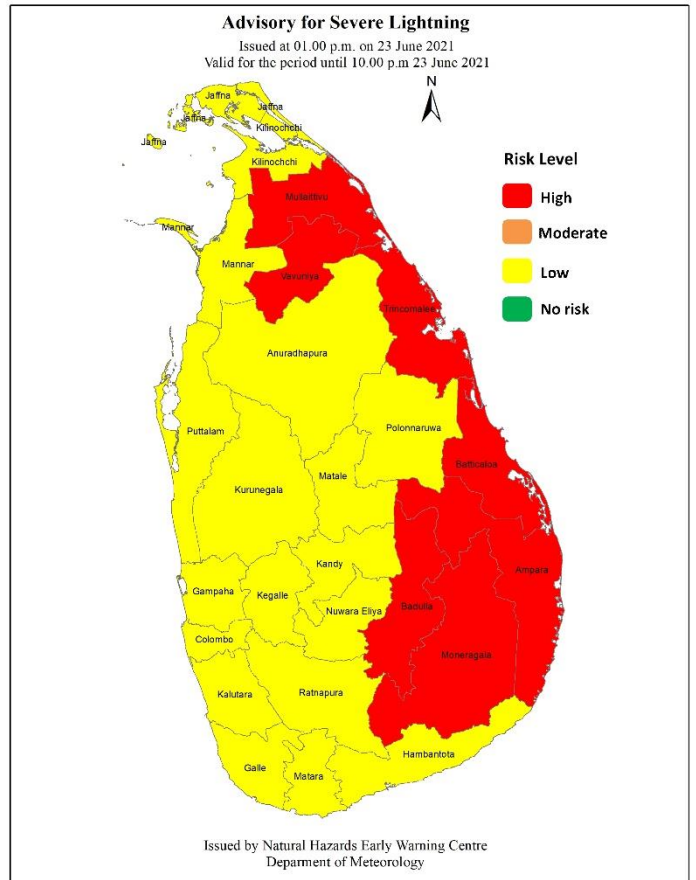 Advisory for Severe Lightning
Issued at 01.00 p.m. on 23 June 2021
Valid for the period until 10.00 p.m 23 June 2021
N
Jaffna
Jaffna
Jaffna
Jaffna
Kilinochchi
Kilinochchi
Risk Level
High
Moderate
Low
No risk
Mullaittivu
Mannar
Mannar
Vavuniya
Trincomalee
Anuradhapura
Puttalam
Polonnaruwa
Batticaloa
Matale
Kurunegala
Kandy
Ampara
Gampaha
Kegalle
Nuwara Eliya
Badulla
Colombo
Moneragala
Kalutara
Ratnapura
Hambantota
Galle
Matara
Issued by Natural Hazards Early Warning Centre
Deparment of Meteorology